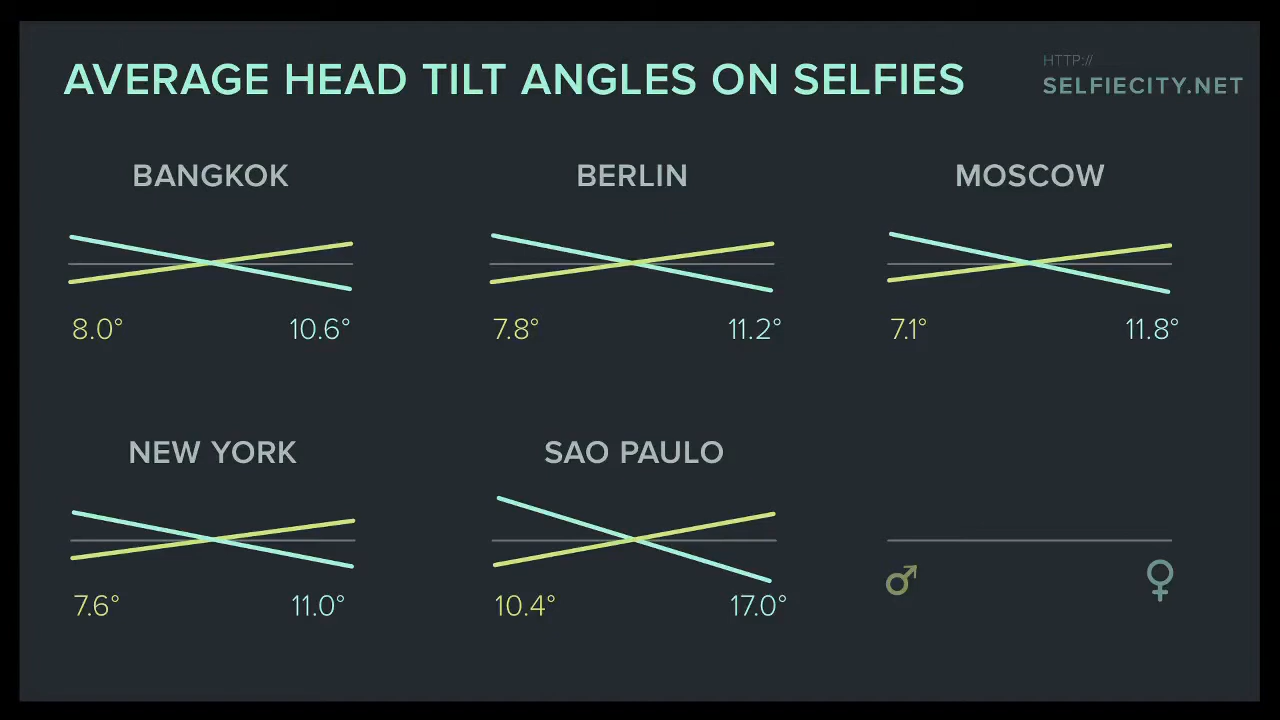 AVERAGE HEAD TILT ANGLES ON SELFIES
HTTP://
SELFIECITY.NET
BANGKOK
8.0° 10.6°
BERLIN
7.8° 11.2°
MOSCOW
7.1° 11.8°
NEW YORK
7.6° 11.0°
SAO PAULO
10.4° 17.0°
♂ ♀